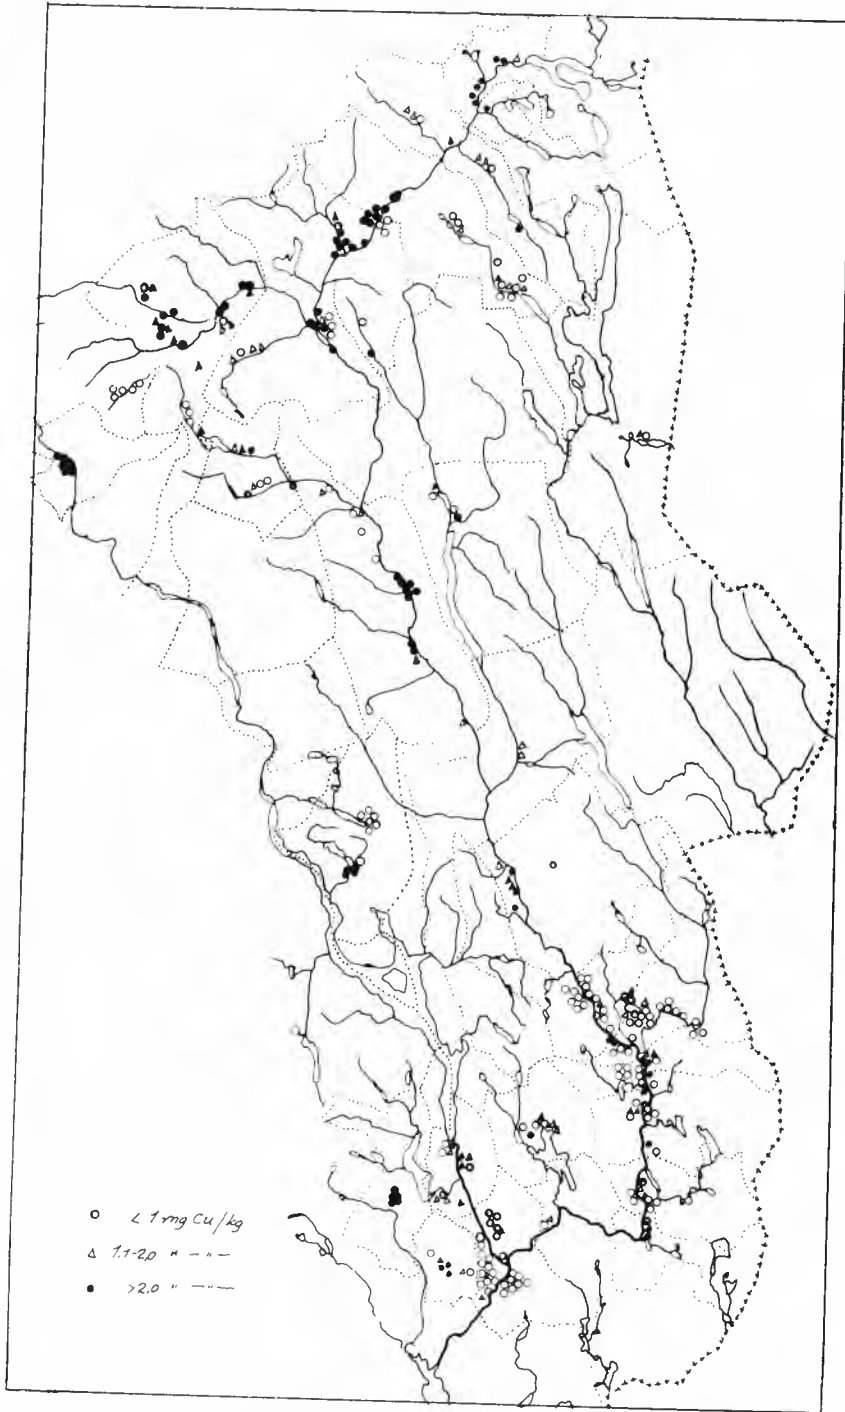 ○ < 1 mg Cu/kg
△ 1.1-2,0 " - " -
● >2.0 " - " -